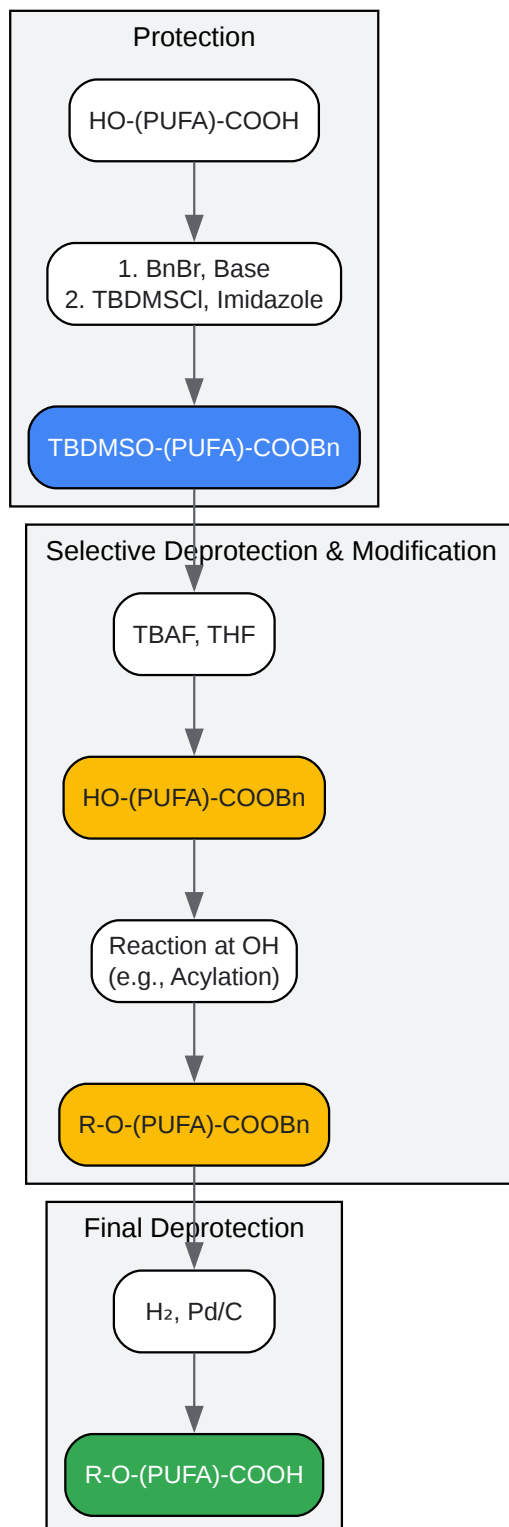 Protection
HO-(PUFA)-COOH
1. BnBr, Base
2. TBDMSCl, Imidazole
TBDMSO-(PUFA)-COOBn
Selective Deprotection & Modification
TBAF, THF
HO-(PUFA)-COOBn
Reaction at OH
(e.g., Acylation)
R-O-(PUFA)-COOBn
Final Deprotection
H₂, Pd/C
R-O-(PUFA)-COOH